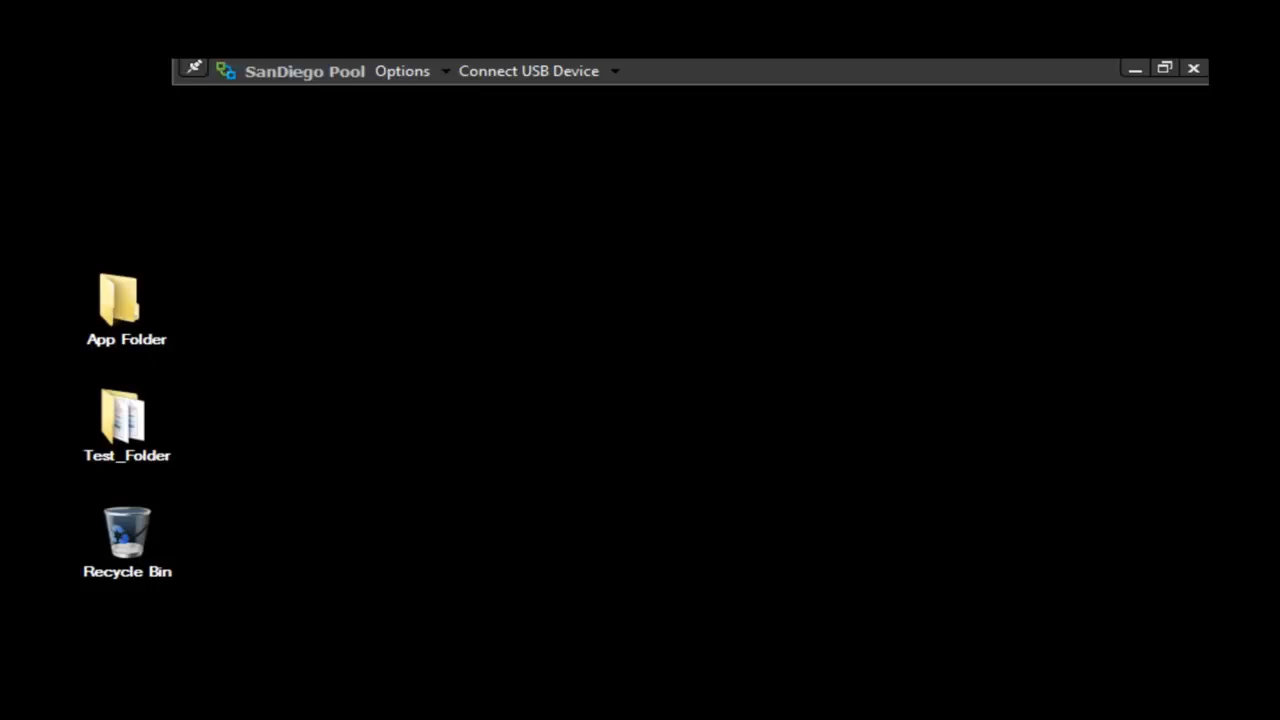 SanDiego Pool Options Connect USB Device
App Folder
Test_Folder
Recycle Bin